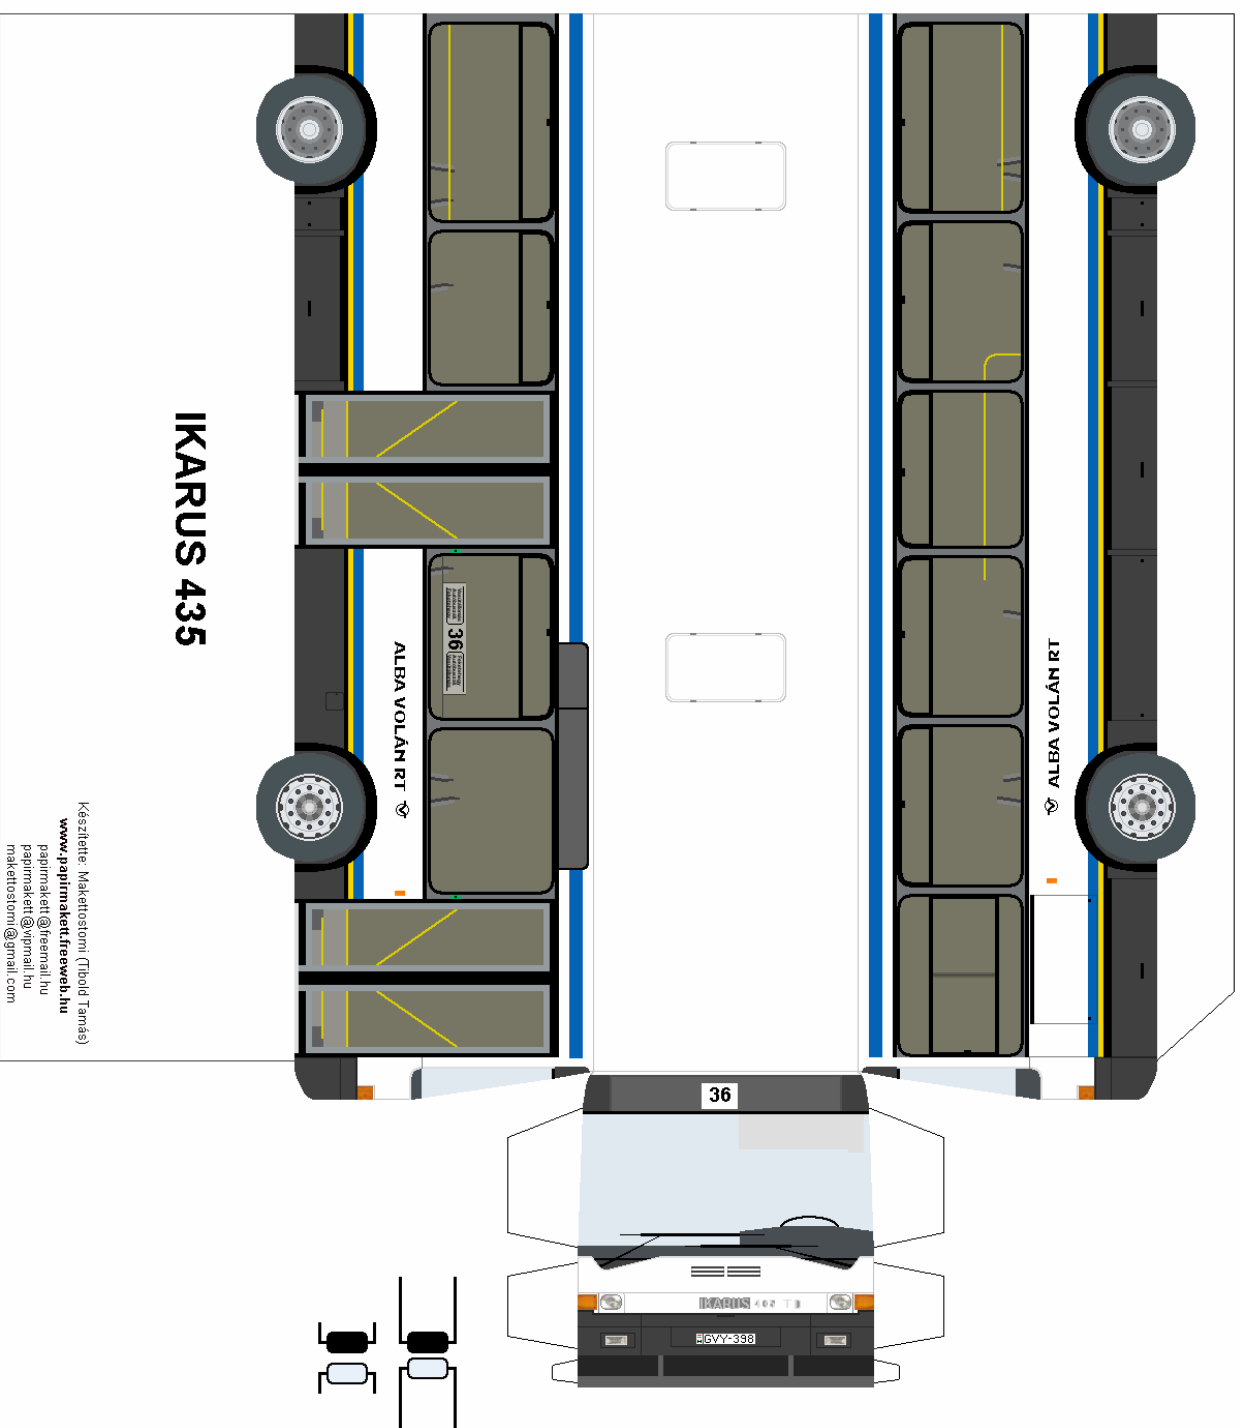 IKARUS 435
ALBA VOLÁN RT
36
ALBA VOLÁN RT
Készítette: Makettostomi (Tibold Tamás)
www.papirmakett.freeweb.hu
papirmakett@freemail.hu
papirmakett@vipmail.hu
makettostomi@gmail.com
36
IKARUS
GVY-398